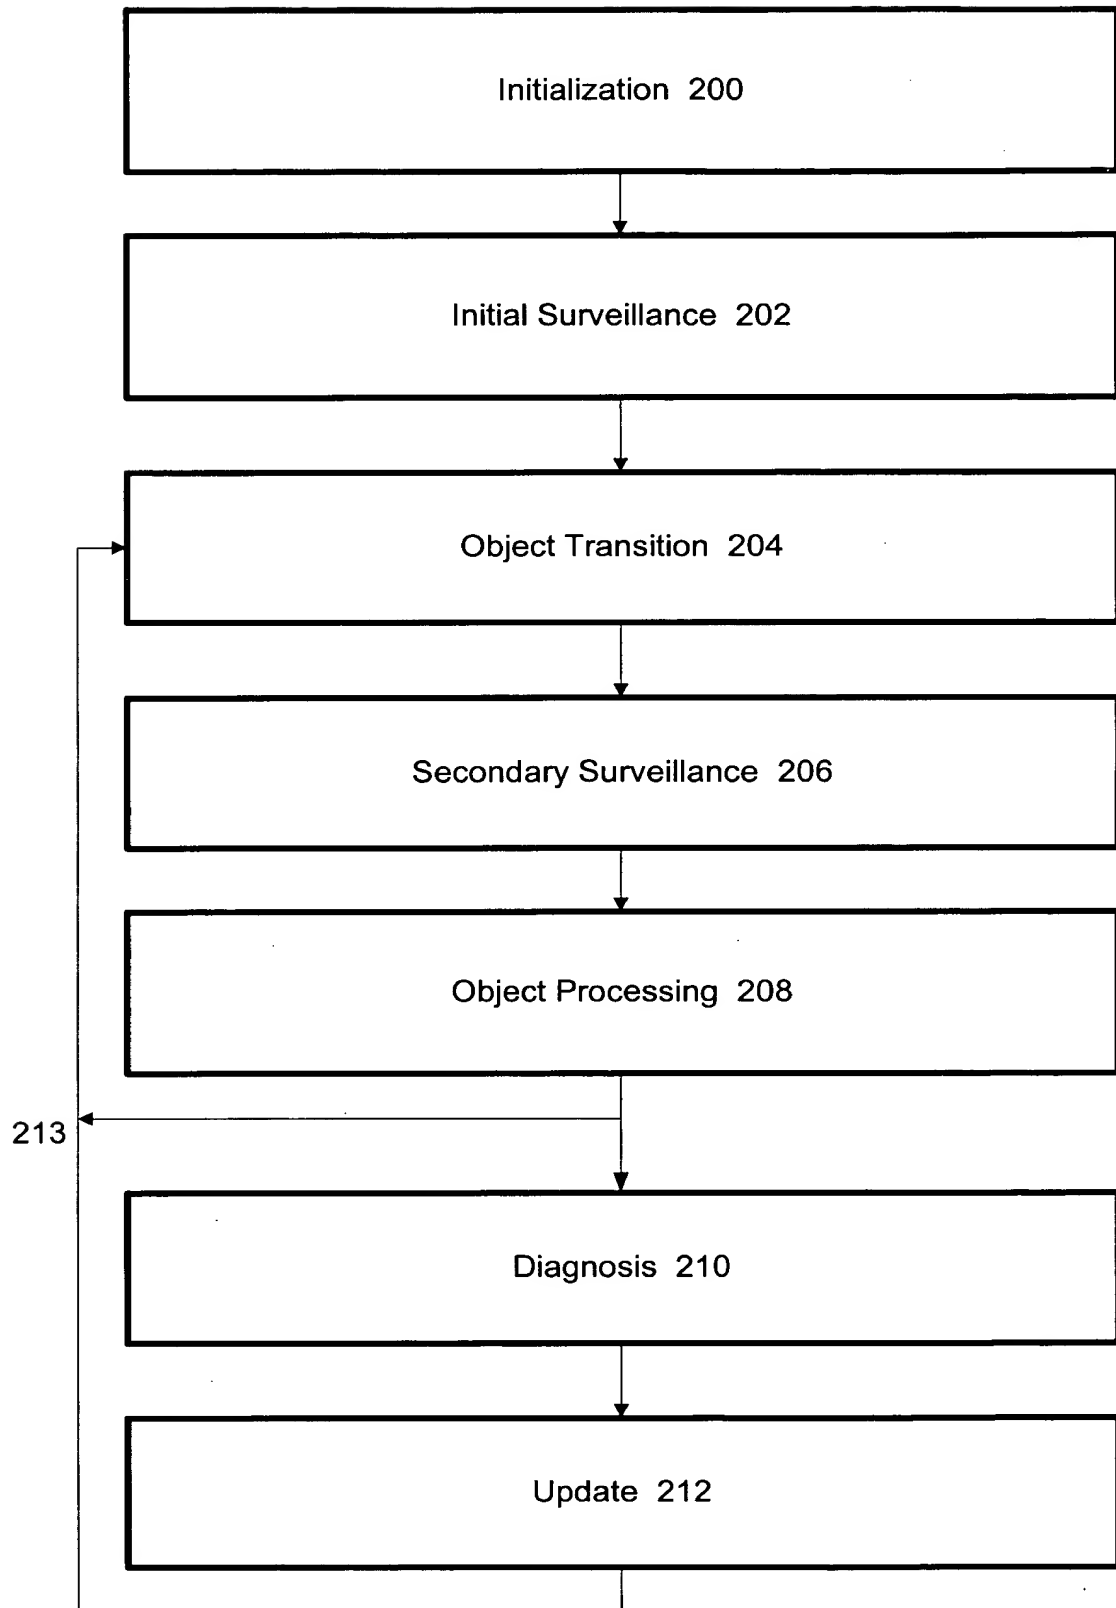 Initialization 200
Initial Surveillance 202
Object Transition 204
Secondary Surveillance 206
Object Processing 208
213
Diagnosis 210
Update 212